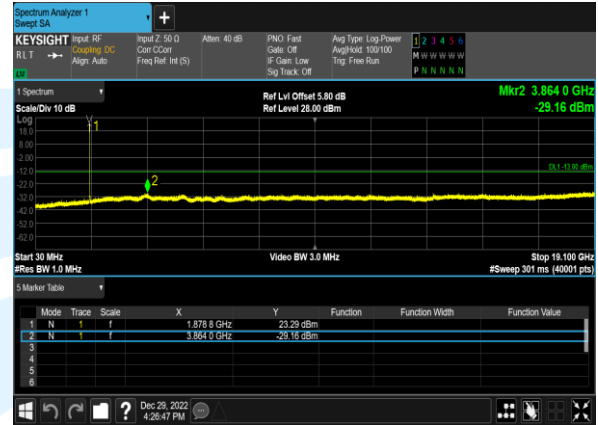 Spectrum Analyzer 1
Swept SA
KEYSIGHT
RLT
LW
Input: RF
Coupling: DC
Align: Auto
Input Z: 50 Ω
Corr CCorr
Freq Ref: Int (S)
Atten: 40 dB
PNO: Fast
Gate: Off
IF Gain: Low
Sig Track: Off
Avg Type: Log-Power
Avg|Hold: 100/100
Trig: Free Run
1 2 3 4 5 6
M W W W W W
P N N N N N
1 Spectrum
Ref Lvl Offset 5.80 dB
Mkr2 3.864 0 GHz
Scale/Div 10 dB
Ref Level 28.00 dBm
-29.16 dBm
Log
1
18.0
8.00
-2.00
-12.0
DL1 -13.00 dBm
-22.0
2
-32.0
-42.0
-52.0
-62.0
Start 30 MHz
Video BW 3.0 MHz
Stop 19.100 GHz
#Res BW 1.0 MHz
#Sweep 301 ms (40001 pts)
5 Marker Table
Mode Trace Scale X Y Function Function Width Function Value
1 N 1 f 1.878 8 GHz 23.29 dBm
2 N 1 f 3.864 0 GHz -29.16 dBm
3
4
5
6
?
Dec 29, 2022
4:26:47 PM